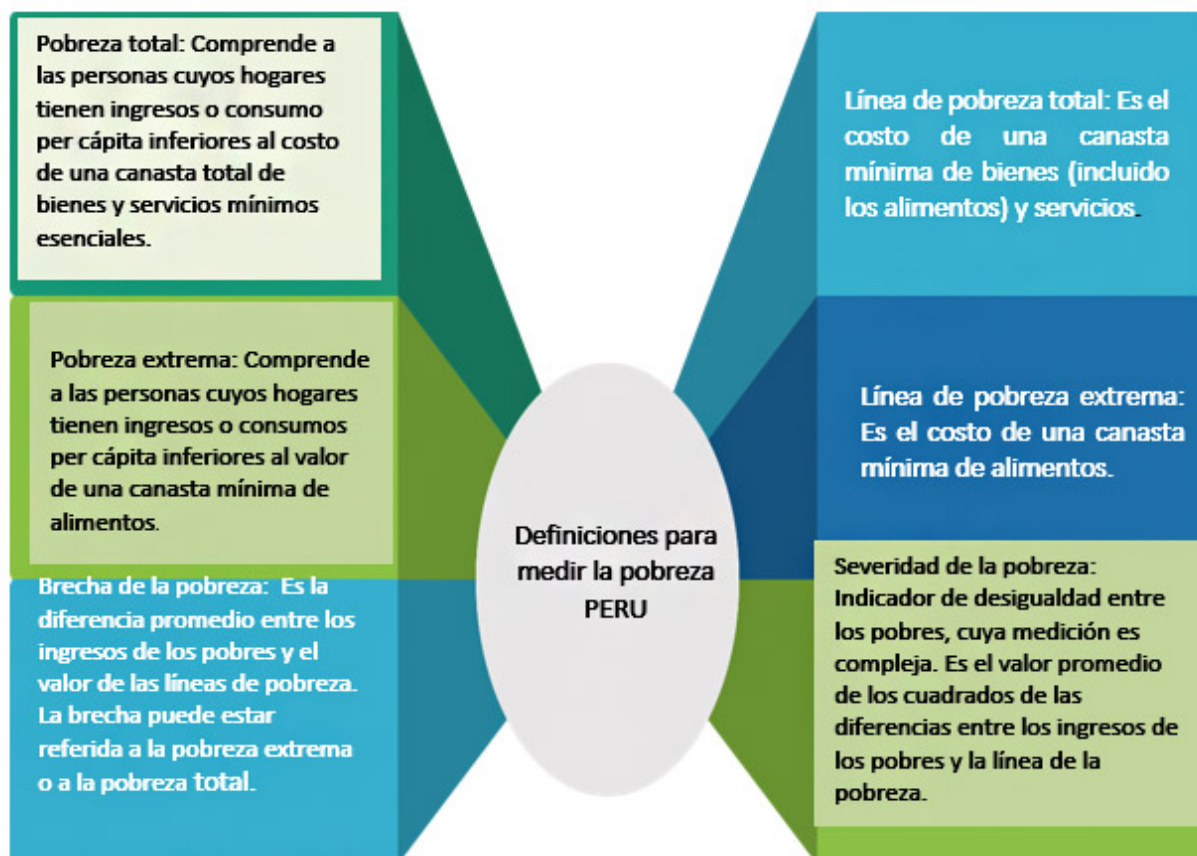 Pobreza total: Comprende a
las personas cuyos hogares
tienen ingresos o consumo
per cápita inferiores al costo
de una canasta total de
bienes y servicios mínimos
esenciales.
Pobreza extrema: Comprende
a las personas cuyos hogares
tienen ingresos o consumos
per cápita inferiores al valor
de una canasta mínima de
alimentos.
Brecha de la pobreza: Es la
diferencia promedio entre los
ingresos de los pobres y el
valor de las líneas de pobreza.
La brecha puede estar
referida a la pobreza extrema
o a la pobreza total.
Definiciones para
medir la pobreza
PERU
Línea de pobreza total: Es el
costo de una canasta
mínima de bienes (incluido
los alimentos) y servicios.
Línea de pobreza extrema:
Es el costo de una canasta
mínima de alimentos.
Severidad de la pobreza:
Indicador de desigualdad entre
los pobres, cuya medición es
compleja. Es el valor promedio
de los cuadrados de las
diferencias entre los ingresos de
los pobres y la línea de la
pobreza.